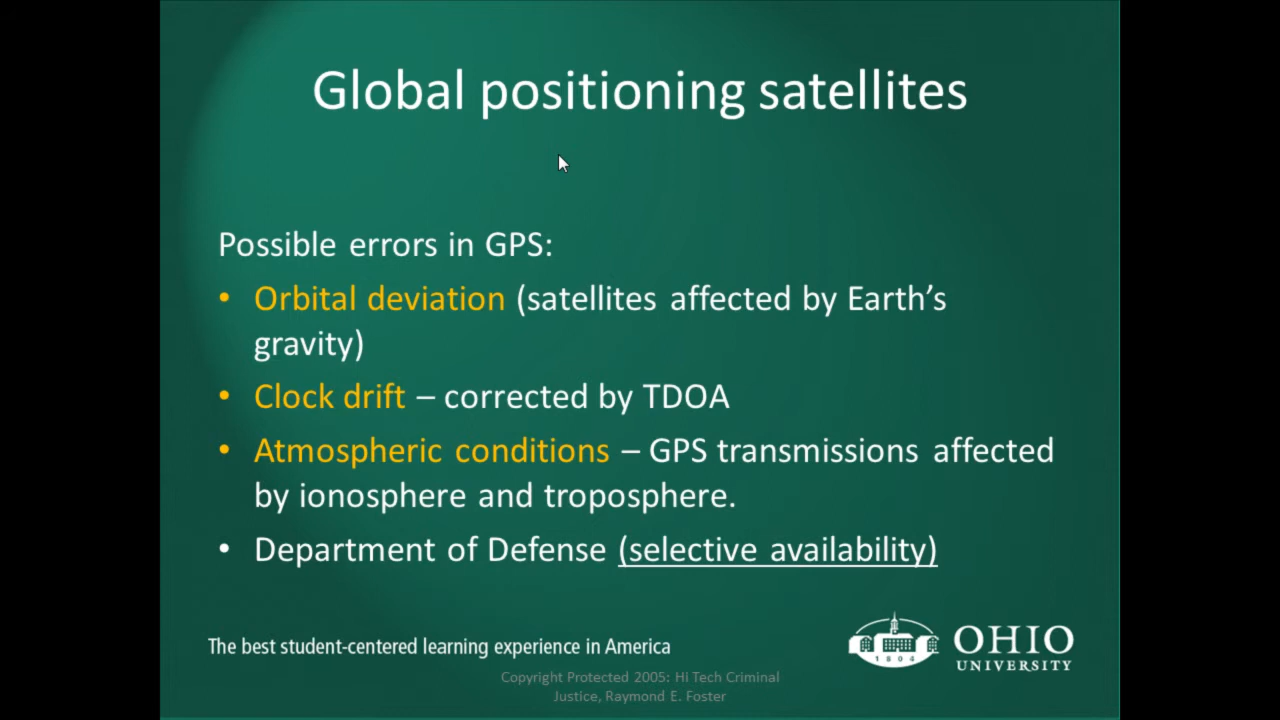 Global positioning satellites
Possible errors in GPS:
• Orbital deviation (satellites affected by Earth’s
gravity)
• Clock drift – corrected by TDOA
• Atmospheric conditions – GPS transmissions affected
by ionosphere and troposphere.
• Department of Defense (selective availability)
The best student-centered learning experience in America
1804
OHIO
UNIVERSITY
Copyright Protected 2005: Hi Tech Criminal
Justice, Raymond E. Foster